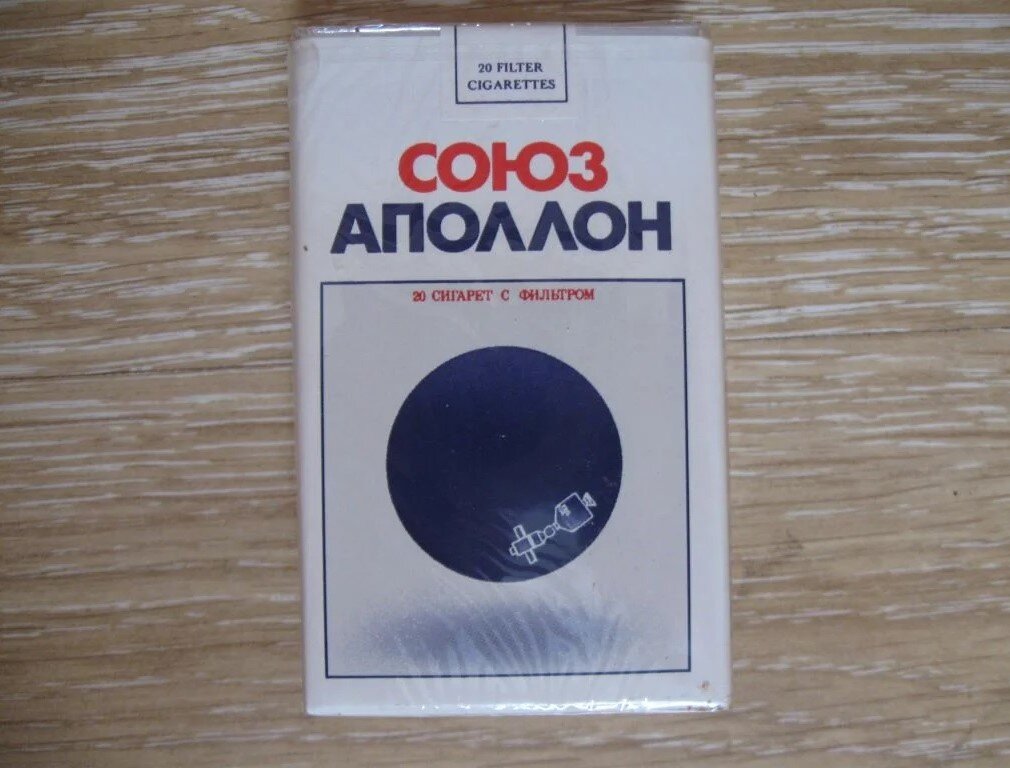 20 FILTER
CIGARETTES
СОЮЗ
АПОЛЛОН
20 СИГАРЕТ С ФИЛЬТРОМ